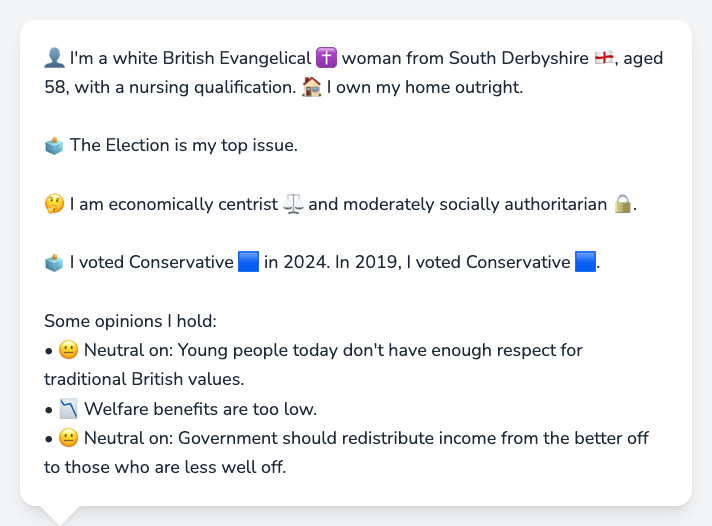 👤 I'm a white British Evangelical ✝️ woman from South Derbyshire 🏴󠁧󠁢󠁥󠁮󠁧󠁿, aged
58, with a nursing qualification. 🏠 I own my home outright.
🗳️ The Election is my top issue.
🤔 I am economically centrist ⚖️ and moderately socially authoritarian 🔒.
🗳️ I voted Conservative 🟦 in 2024. In 2019, I voted Conservative 🟦.
Some opinions I hold:
• 😐 Neutral on: Young people today don't have enough respect for
traditional British values.
• 📉 Welfare benefits are too low.
• 😐 Neutral on: Government should redistribute income from the better off
to those who are less well off.